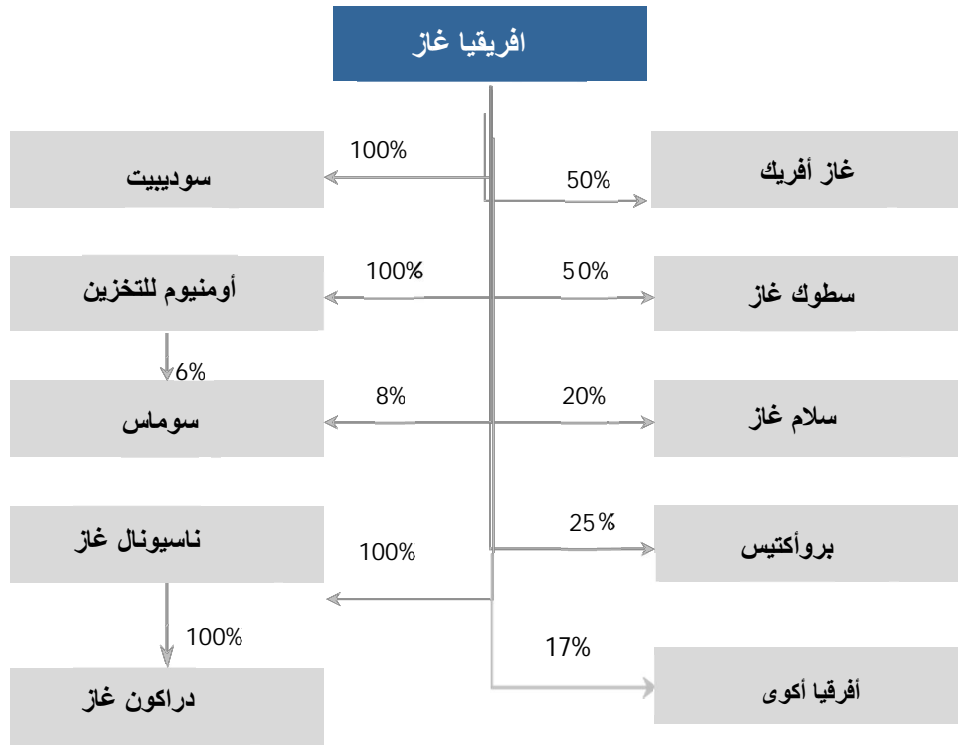 افريقيا غاز
غاز أفريك
50%
100%
سوديبيت
سطوك غاز
50%
100%
أومنيوم للتخزين
6%
سلام غاز
20%
8%
سوماس
بروأكتيس
25%
100%
ناسيونال غاز
100%
أفرقيا أكوى
17%
دراكون غاز